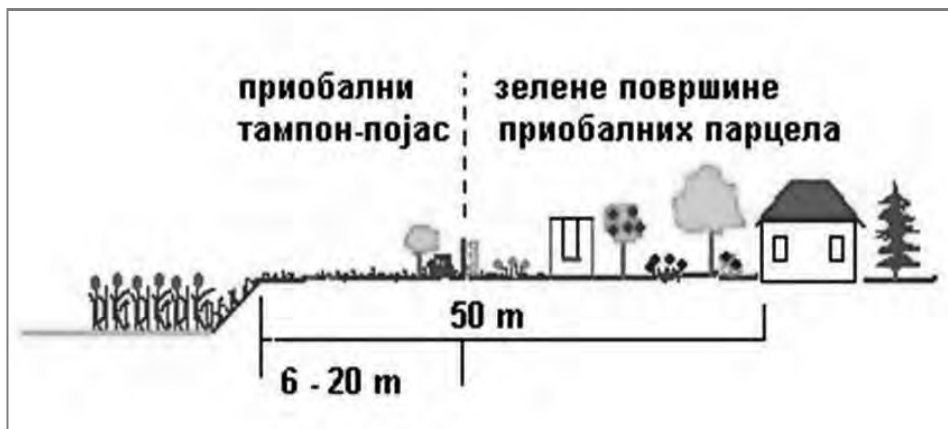 приобални
тампон-појас
зелене површине
приобалних парцела
50 m
6 - 20 m